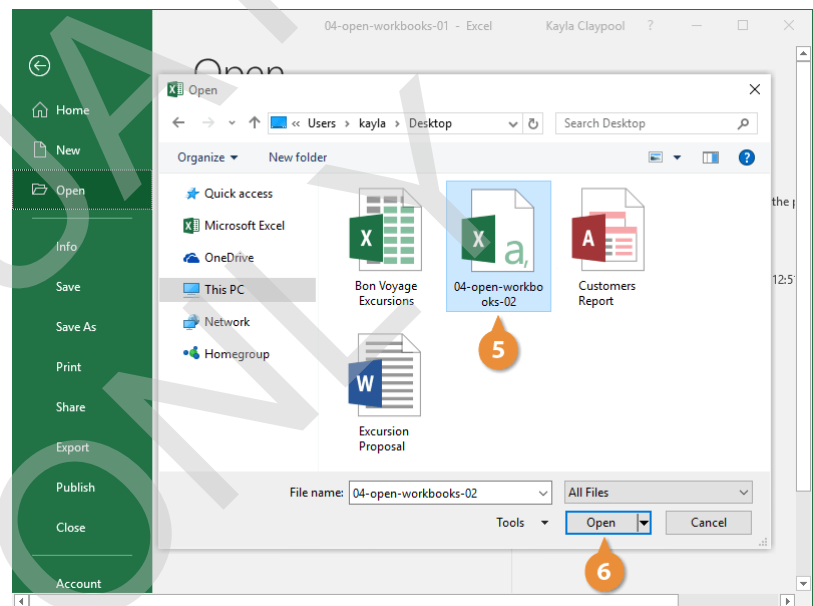 04-open-workbooks-01 - Excel Kayla Claypool ?
Open
Home
New
Open
Info
Save
Save As
Print
Share
Export
Publish
Close
Account
Open
« Users › kayla › Desktop
Search Desktop
Organize
New folder
?
Quick access
Microsoft Excel
OneDrive
This PC
Network
Homegroup
X
Bon Voyage
Excursions
X a,
04-open-workbo
oks-02
5
A
Customers
Report
W
Excursion
Proposal
the
12:5
File name: 04-open-workbooks-02
All Files
Tools
Open
Cancel
6
ONLY